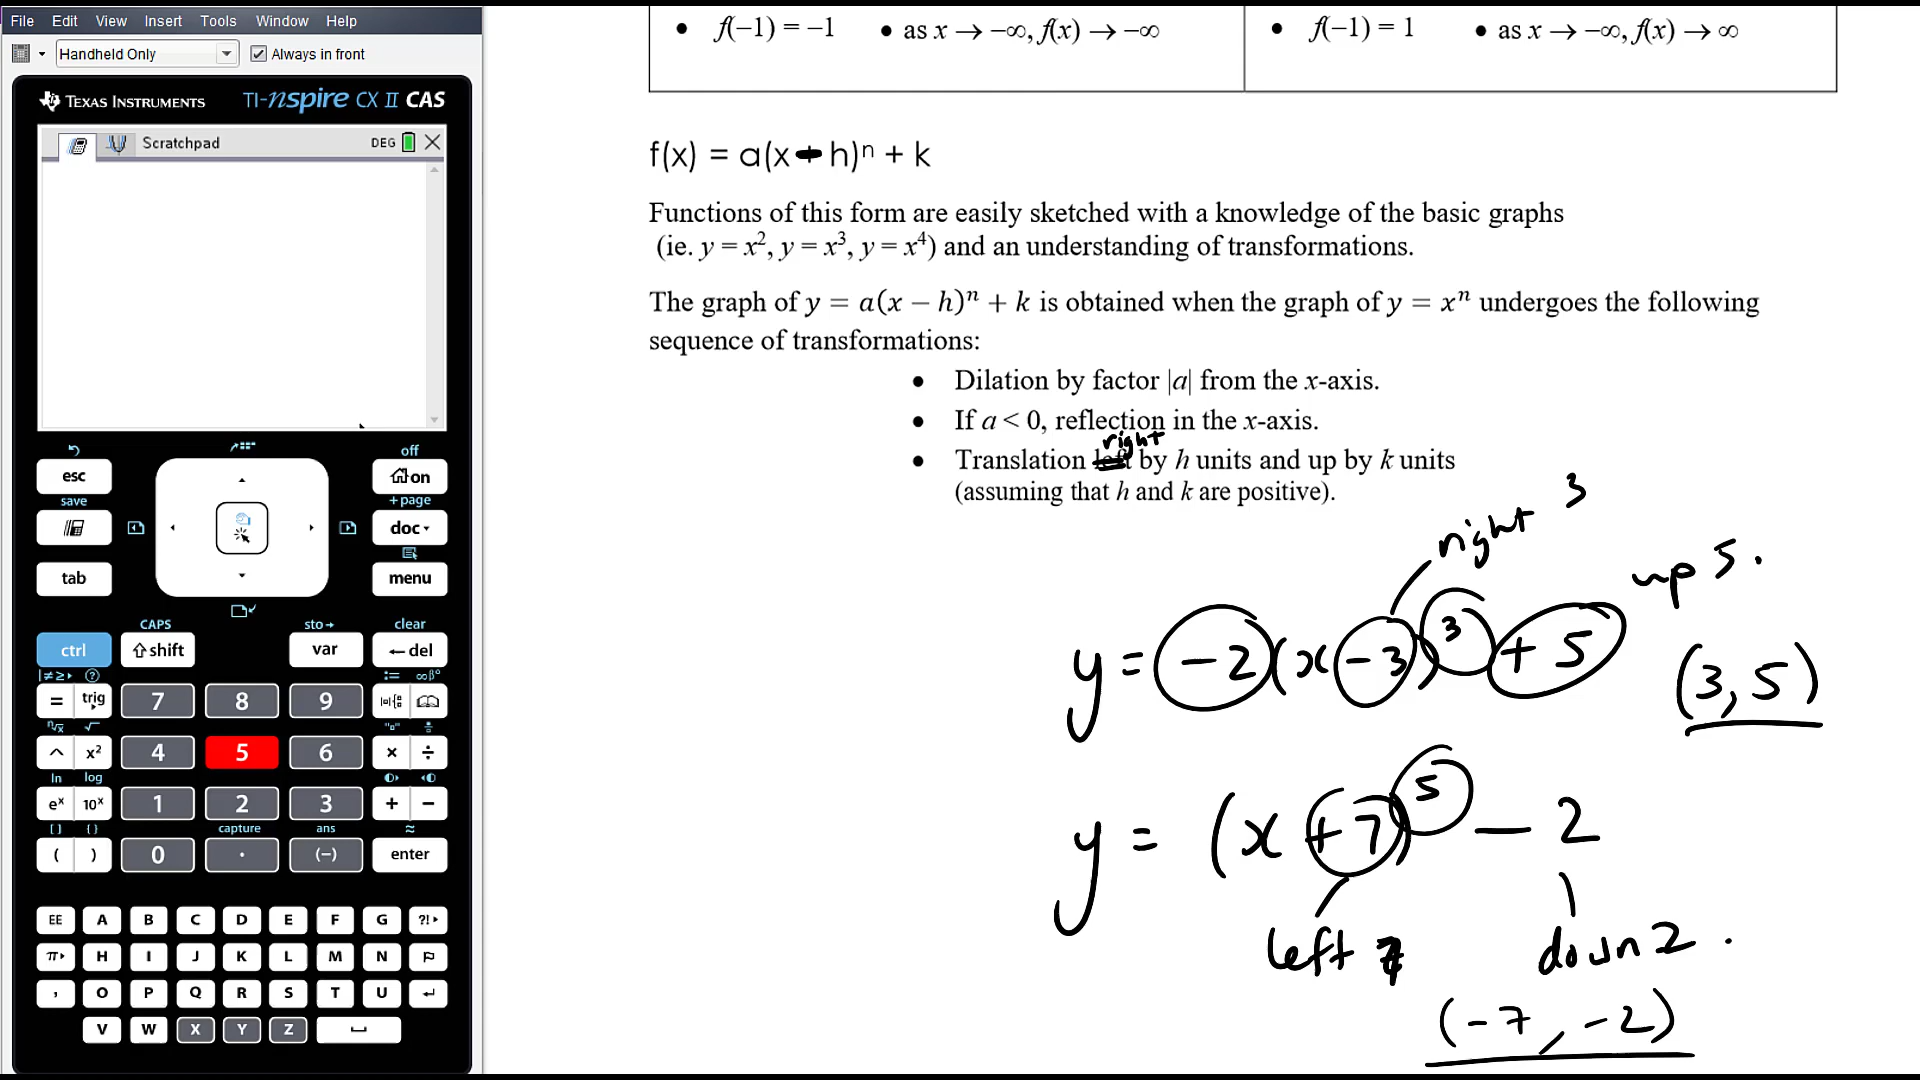 File Edit View Insert Tools Window Help
Handheld Only Always in front
TEXAS INSTRUMENTS TI-nspire CX II CAS
Scratchpad DEG
esc off on
save + page
doc
tab menu
CAPS sto→ clear
ctrl shift var ←del
|≠≥▸ ? := ∞β°
= trig 7 8 9 |□|{
ⁿ√x √ "□"
^ x² 4 5 6 × ÷
ln log
eˣ 10ˣ 1 2 3 + −
[ ] { } capture ans ≈
( ) 0 . (−) enter
EE A B C D E F G ?!▸
π▸ H I J K L M N
, O P Q R S T U ↵
V W X Y Z
• f(−1) = −1 • as x → −∞, f(x) → −∞
• f(−1) = 1 • as x → −∞, f(x) → ∞
f(x) = a(x - h)ⁿ + k
Functions of this form are easily sketched with a knowledge of the basic graphs
(ie. y = x², y = x³, y = x⁴) and an understanding of transformations.
The graph of y = a(x − h)ⁿ + k is obtained when the graph of y = xⁿ undergoes the following
sequence of transformations:
• Dilation by factor |a| from the x-axis.
• If a < 0, reflection in the x-axis.
right
• Translation left by h units and up by k units
(assuming that h and k are positive).
right 3
up 5.
y = -2(x-3)³ + 5
(3,5)
y = (x+7)⁵ - 2
left 7 down 2.
(-7, -2)